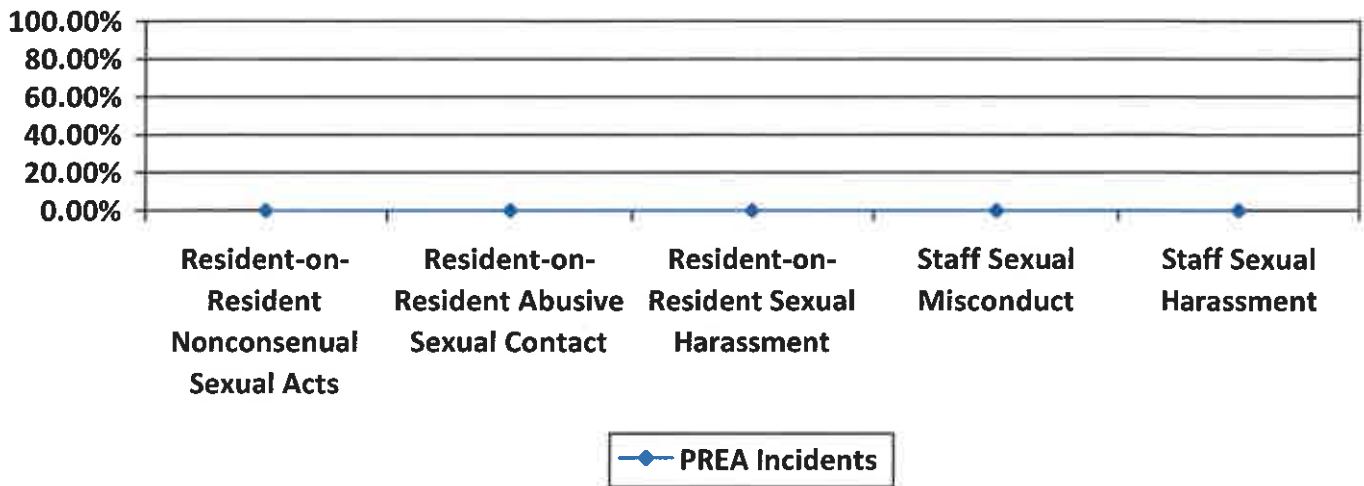 100.00%
80.00%
60.00%
40.00%
20.00%
0.00%
Resident-on-
Resident
Nonconsenual
Sexual Acts
Resident-on-
Resident Abusive
Sexual Contact
Resident-on-
Resident Sexual
Harassment
Staff Sexual
Misconduct
Staff Sexual
Harassment
PREA Incidents